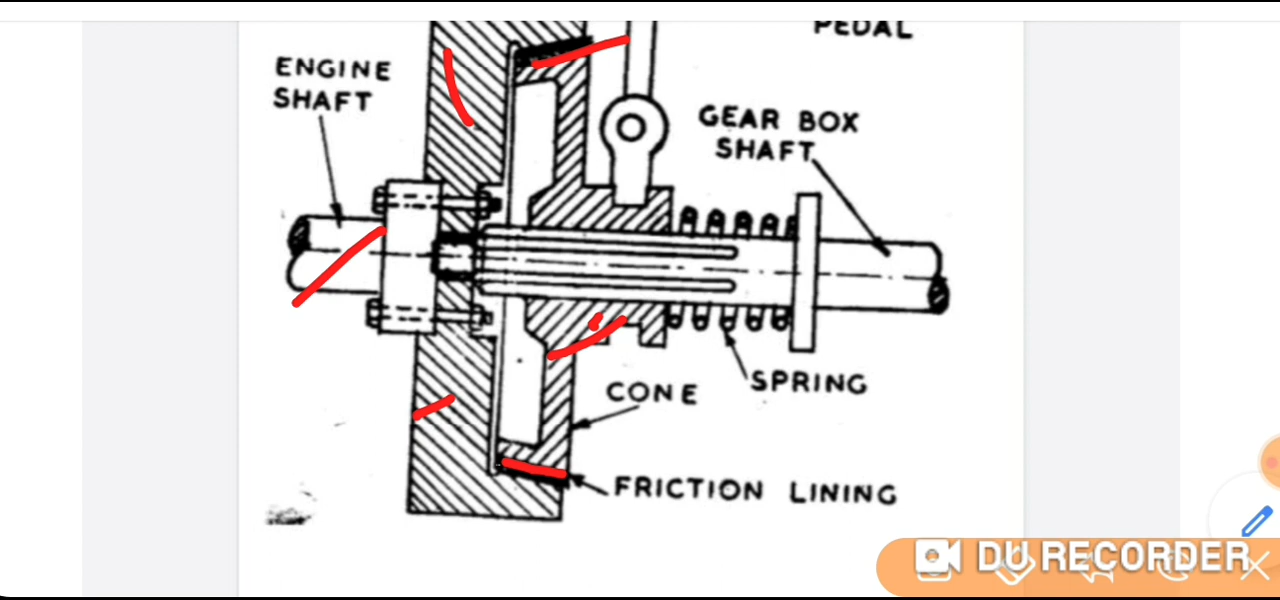 PEDAL
ENGINE
SHAFT
GEAR BOX
SHAFT
SPRING
CONE
FRICTION LINING
DU RECORDER